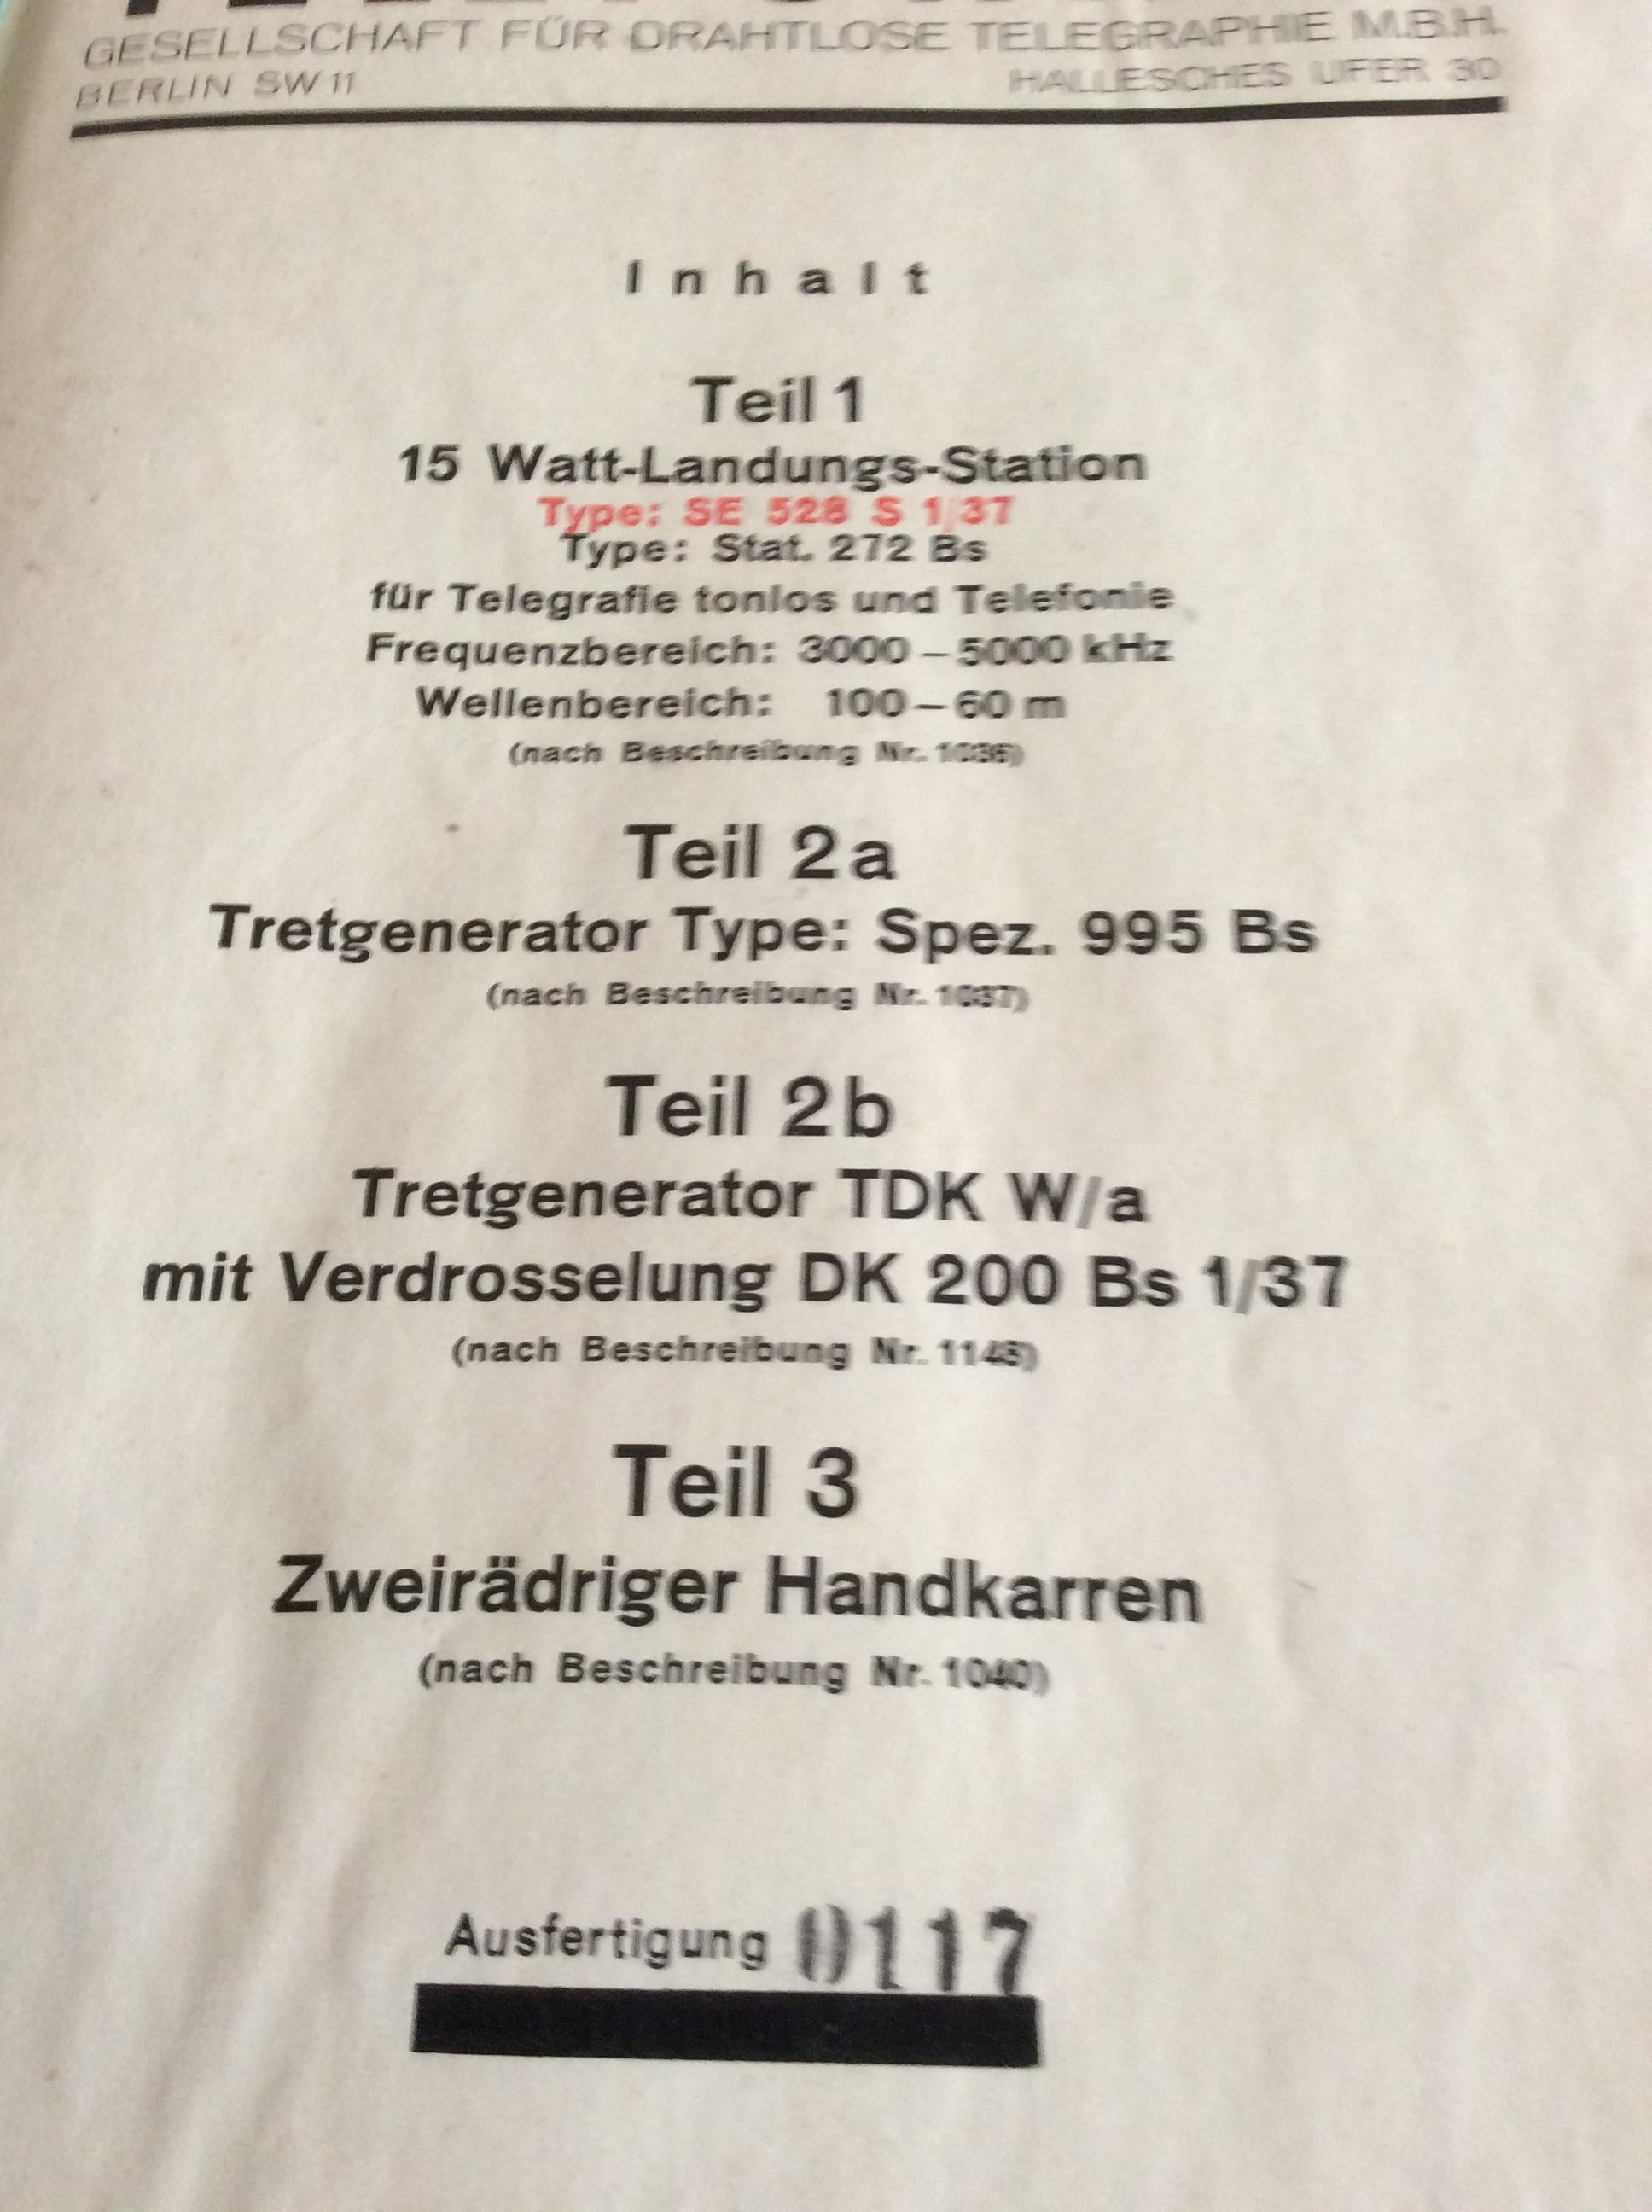 GESELLSCHAFT FÜR DRAHTLOSE TELEGRAPHIE M.B.H.
BERLIN SW 11 HALLESCHES UFER 30
Inhalt
Teil 1
15 Watt-Landungs-Station
Type: SE 528 S 1/37
Type: Stat. 272 Bs
für Telegrafie tonlos und Telefonie
Frequenzbereich: 3000 – 5000 kHz
Wellenbereich: 100 – 60 m
(nach Beschreibung Nr. 1036)
Teil 2a
Tretgenerator Type: Spez. 995 Bs
(nach Beschreibung Nr. 1037)
Teil 2b
Tretgenerator TDK W/a
mit Verdrosselung DK 200 Bs 1/37
(nach Beschreibung Nr.
Teil 3
Zweirädriger Handkarren
(nach Beschreibung Nr. 1040)
Ausfertigung 0117